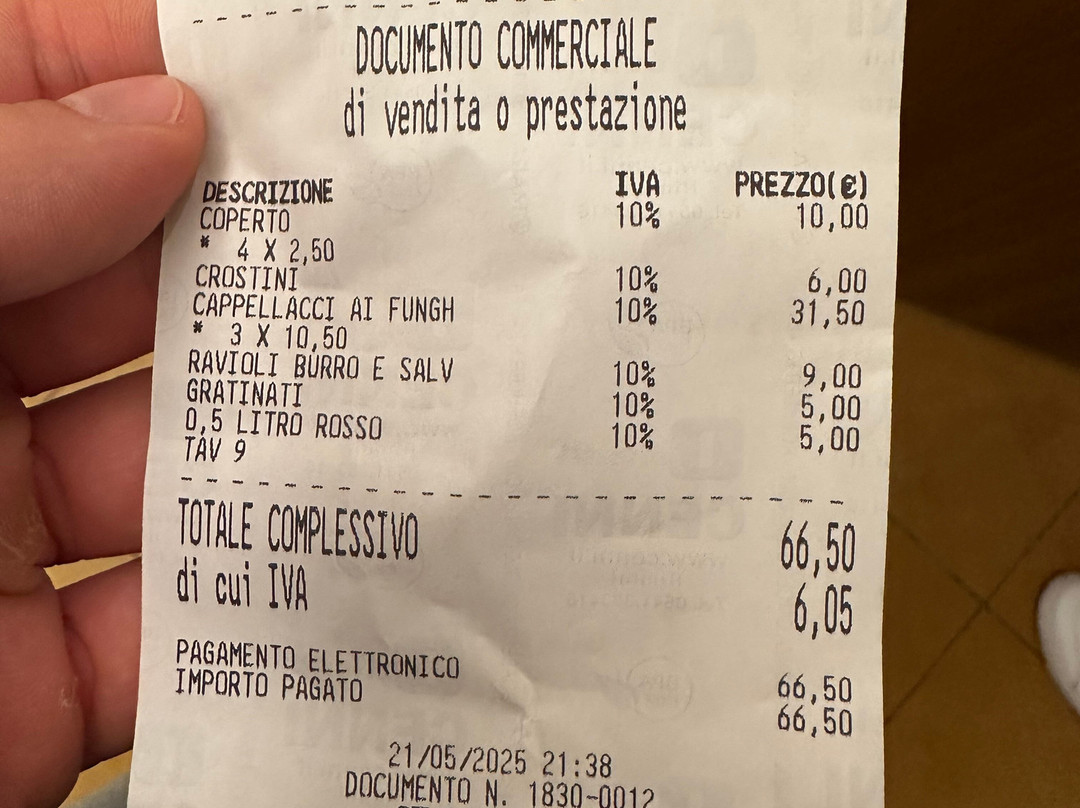 DOCUMENTO COMMERCIALE
di vendita o prestazione
DESCRIZIONE IVA PREZZO(€)
COPERTO 10% 10,00
* 4 X 2,50
CROSTINI 10% 6,00
CAPPELLACCI AI FUNGH 10% 31,50
* 3 X 10,50
RAVIOLI BURRO E SALV 10% 9,00
GRATINATI 10% 5,00
0,5 LITRO ROSSO 10% 5,00
TAV 9
TOTALE COMPLESSIVO 66,50
di cui IVA 6,05
PAGAMENTO ELETTRONICO 66,50
IMPORTO PAGATO 66,50
21/05/2025 21:38
DOCUMENTO N. 1830-0012